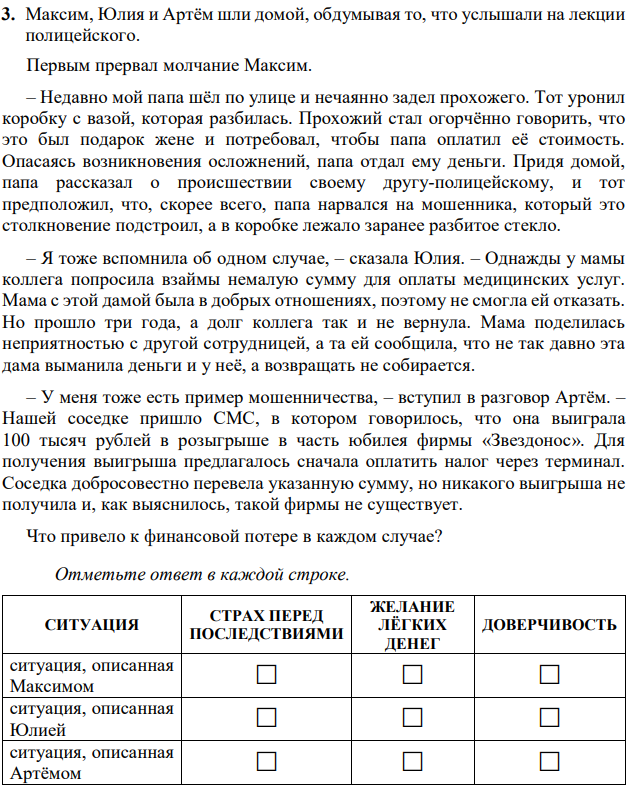 3. Максим, Юлия и Артём шли домой, обдумывая то, что услышали на лекции
полицейского.
Первым прервал молчание Максим.
– Недавно мой папа шёл по улице и нечаянно задел прохожего. Тот уронил
коробку с вазой, которая разбилась. Прохожий стал огорчённо говорить, что
это был подарок жене и потребовал, чтобы папа оплатил её стоимость.
Опасаясь возникновения осложнений, папа отдал ему деньги. Придя домой,
папа рассказал о происшествии своему другу-полицейскому, и тот
предположил, что, скорее всего, папа нарвался на мошенника, который это
столкновение подстроил, а в коробке лежало заранее разбитое стекло.
– Я тоже вспомнила об одном случае, – сказала Юлия. – Однажды у мамы
коллега попросила взаймы немалую сумму для оплаты медицинских услуг.
Мама с этой дамой была в добрых отношениях, поэтому не смогла ей отказать.
Но прошло три года, а долг коллега так и не вернула. Мама поделилась
неприятностью с другой сотрудницей, а та ей сообщила, что не так давно эта
дама выманила деньги и у неё, а возвращать не собирается.
– У меня тоже есть пример мошенничества, – вступил в разговор Артём. –
Нашей соседке пришло СМС, в котором говорилось, что она выиграла
100 тысяч рублей в розыгрыше в часть юбилея фирмы «Звездонос». Для
получения выигрыша предлагалось сначала оплатить налог через терминал.
Соседка добросовестно перевела указанную сумму, но никакого выигрыша не
получила и, как выяснилось, такой фирмы не существует.
Что привело к финансовой потере в каждом случае?
Отметьте ответ в каждой строке.
СИТУАЦИЯ
СТРАХ ПЕРЕД
ПОСЛЕДСТВИЯМИ
ЖЕЛАНИЕ
ЛЁГКИХ
ДЕНЕГ
ДОВЕРЧИВОСТЬ
ситуация, описанная
Максимом
ситуация, описанная
Юлией
ситуация, описанная
Артёмом